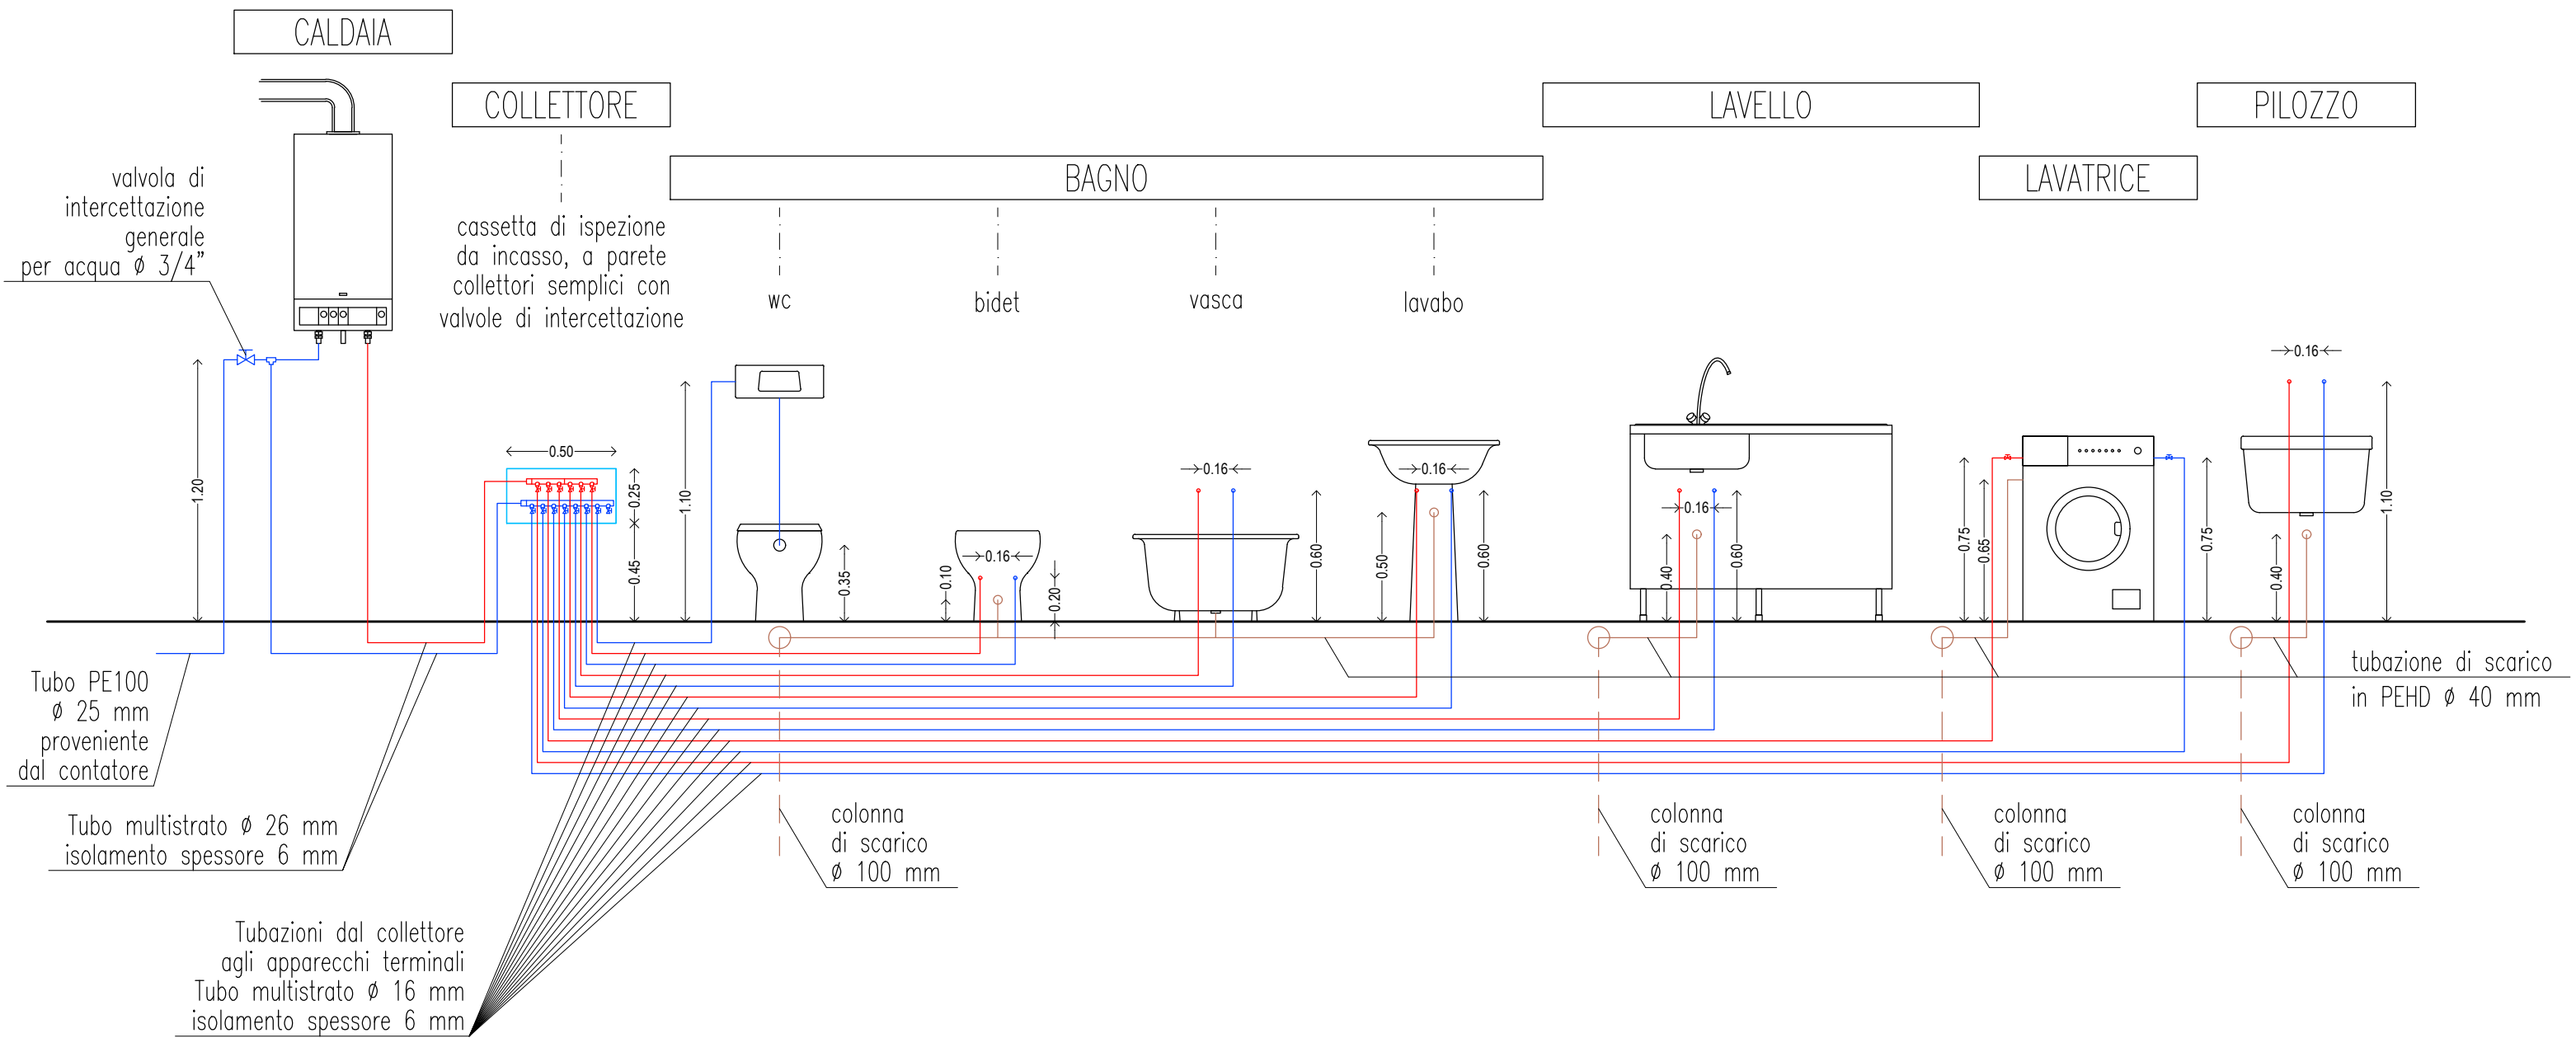 CALDAIA
COLLETTORE
LAVELLO
PILOZZO
BAGNO
LAVATRICE
valvola di
intercettazione
generale
per acqua ϕ 3/4"
cassetta di ispezione
da incasso, a parete
collettori semplici con
valvole di intercettazione
wc
bidet
vasca
lavabo
1.20
0.50
0.25
0.45
1.10
0.35
0.10
0.16
0.20
0.16
0.60
0.50
0.16
0.60
0.40
0.16
0.60
0.75
0.65
0.75
0.16
0.40
1.10
Tubo PE100
ϕ 25 mm
proveniente
dal contatore
tubazione di scarico
in PEHD ϕ 40 mm
Tubo multistrato ϕ 26 mm
isolamento spessore 6 mm
colonna
di scarico
ϕ 100 mm
colonna
di scarico
ϕ 100 mm
colonna
di scarico
ϕ 100 mm
colonna
di scarico
ϕ 100 mm
Tubazioni dal collettore
agli apparecchi terminali
Tubo multistrato ϕ 16 mm
isolamento spessore 6 mm